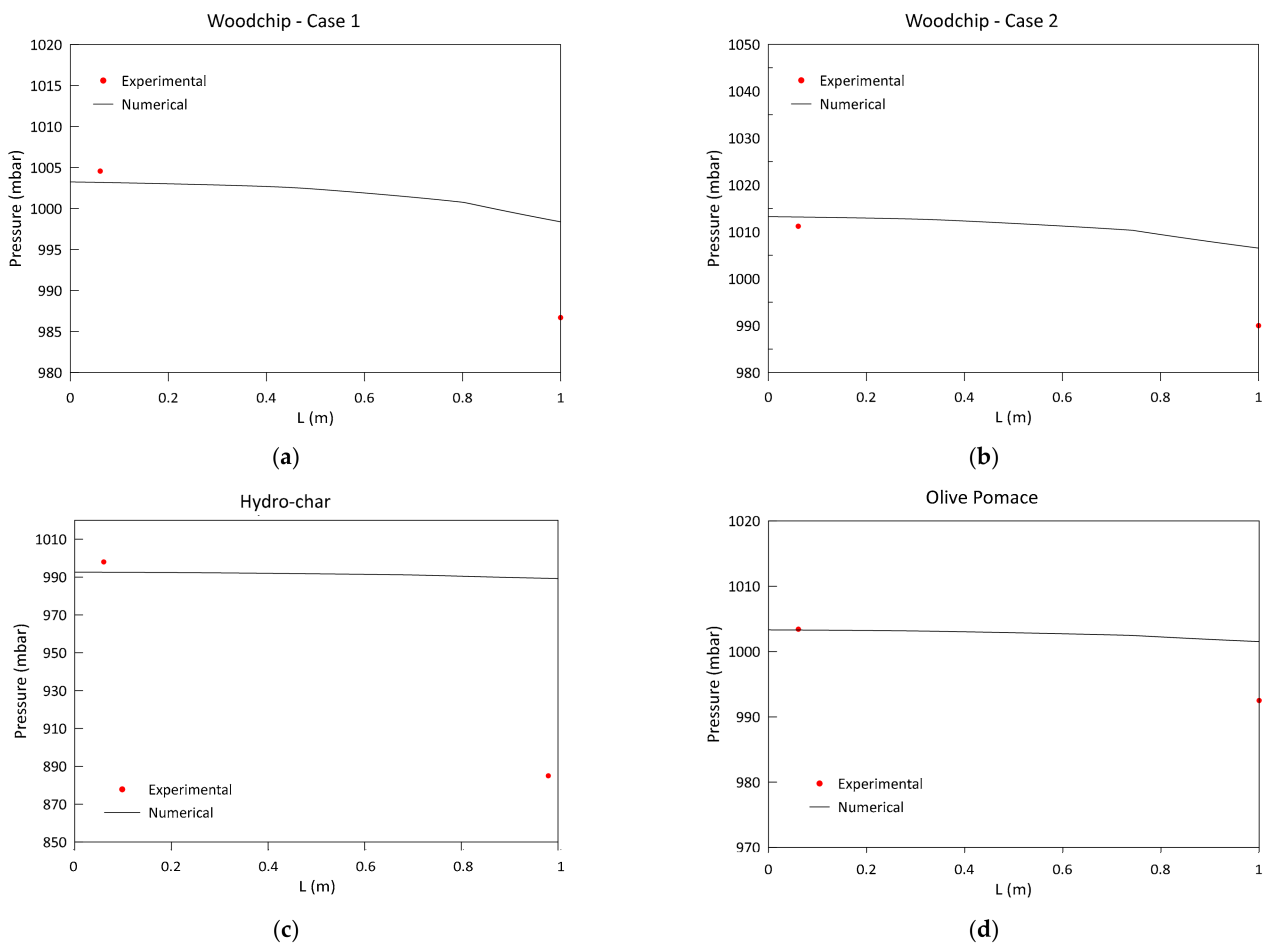 Woodchip - Case 1
1020
1015
1010
1005
1000
995
990
985
980
Pressure (mbar)
Experimental
Numerical
0 0.2 0.4 0.6 0.8 1
L (m)
(a)
Woodchip - Case 2
1050
1040
1030
1020
1010
1000
990
980
Pressure (mbar)
Experimental
Numerical
0 0.2 0.4 0.6 0.8 1
L (m)
(b)
Hydro-char
1010
990
970
950
930
910
890
870
850
Pressure (mbar)
Experimental
Numerical
0 0.2 0.4 0.6 0.8 1
L (m)
(c)
Olive Pomace
1020
1010
1000
990
980
970
Pressure (mbar)
Experimental
Numerical
0 0.2 0.4 0.6 0.8 1
L (m)
(d)